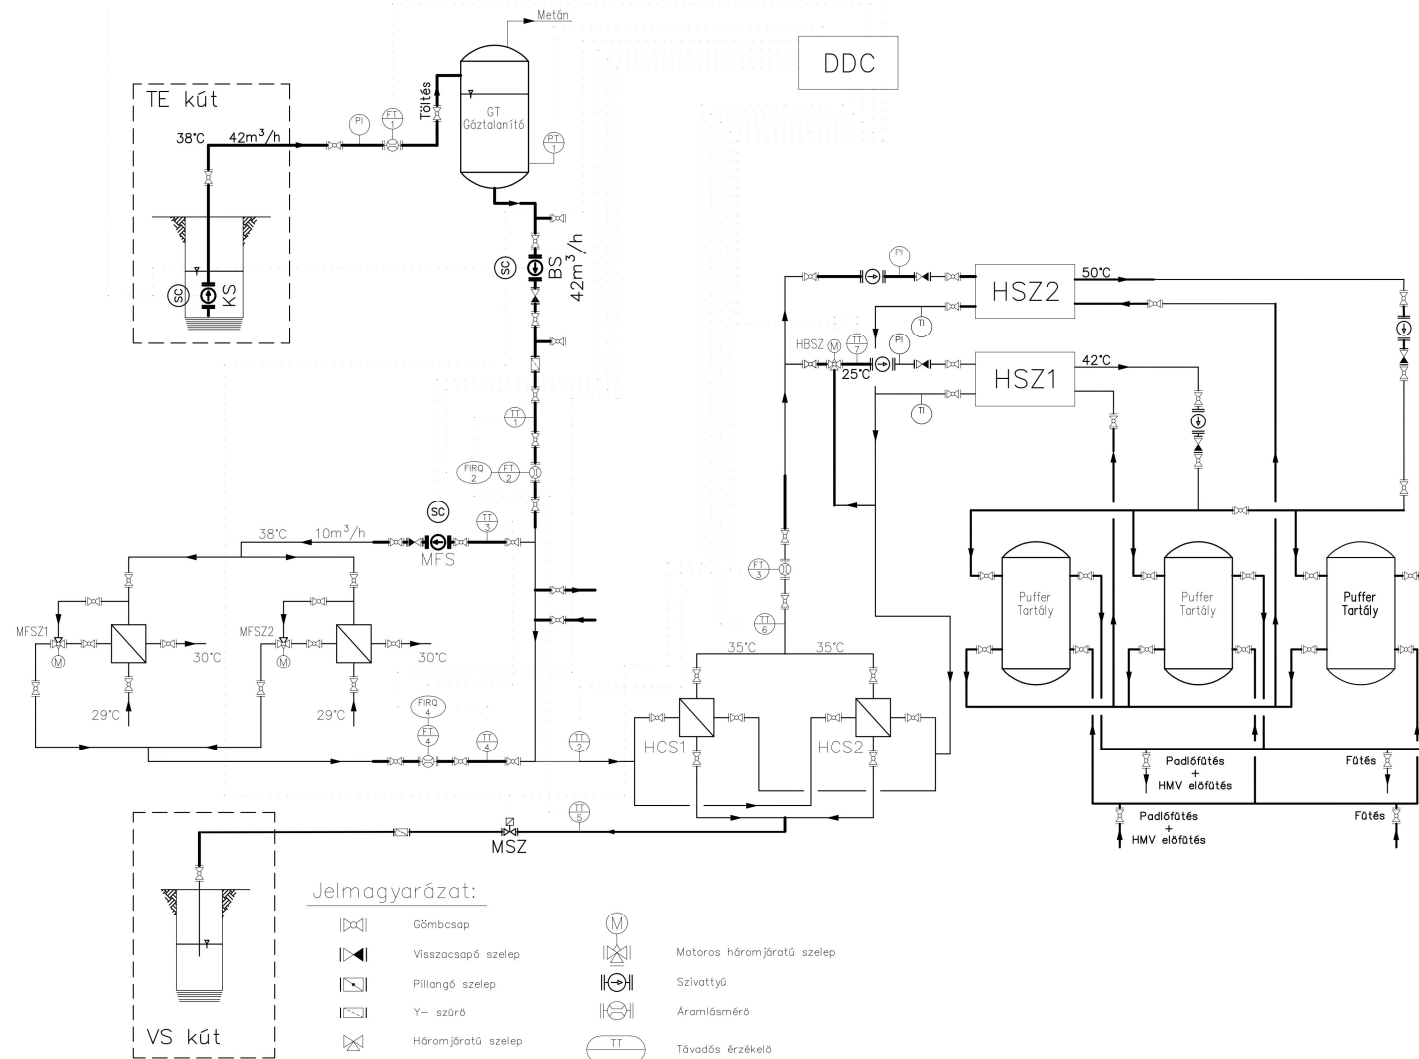 Metán
DDC
TE kút
Töltés
GT
Gáztalanító
38°C
42m³/h
PI
FT
1
PT
1
SC
KS
SC
BS
42m³/h
50°C
HSZ2
PI
TI
HBSZ
M
TT
7
PI
25°C
HSZ1
42°C
TI
TT
1
FIRQ
2
FT
2
SC
38°C
10m³/h
TT
3
MFS
FT
3
Puffer
Tartály
Puffer
Tartály
Puffer
Tartály
MFSZ1
M
30°C
MFSZ2
M
30°C
TT
6
35°C
35°C
29°C
29°C
FIRQ
4
FT
4
TT
4
TT
2
HCS1
HCS2
Padlófűtés
+
HMV előfűtés
Fűtés
TT
5
MSZ
Padlófűtés
+
HMV előfűtés
Fűtés
VS kút
Jelmagyarázat:
Gömbcsap
Visszacsapó szelep
Pillangó szelep
Y– szűrő
Háromjáratú szelep
M
Motoros háromjáratú szelep
Szivattyú
Áramlásmérő
TT
Távadós érzékelő